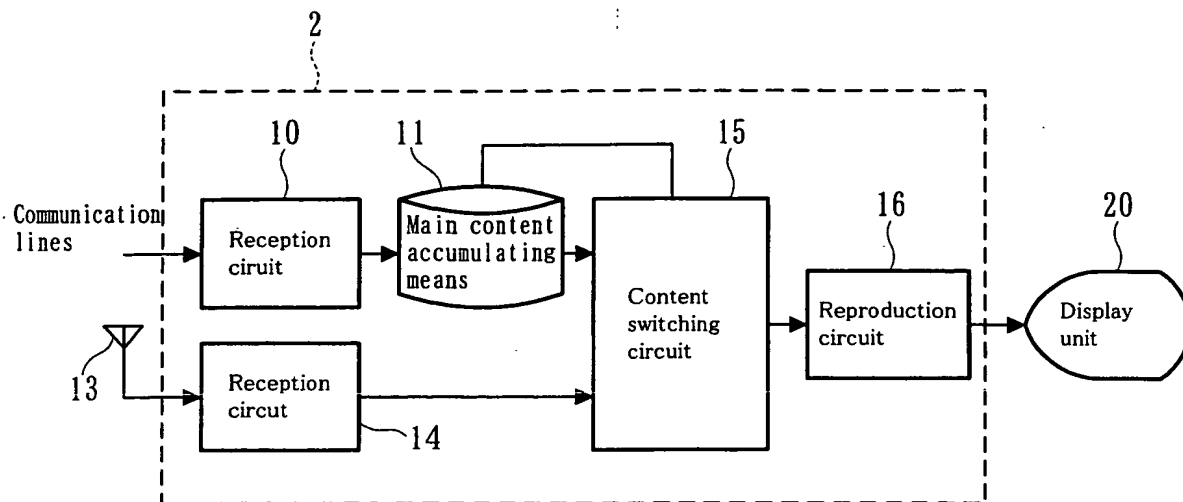 2
10
11
15
16
20
Communication
lines
Reception
ciruit
Main content
accumulating
means
Content
switching
circuit
Reproduction
circuit
Display
unit
13
Reception
circut
14